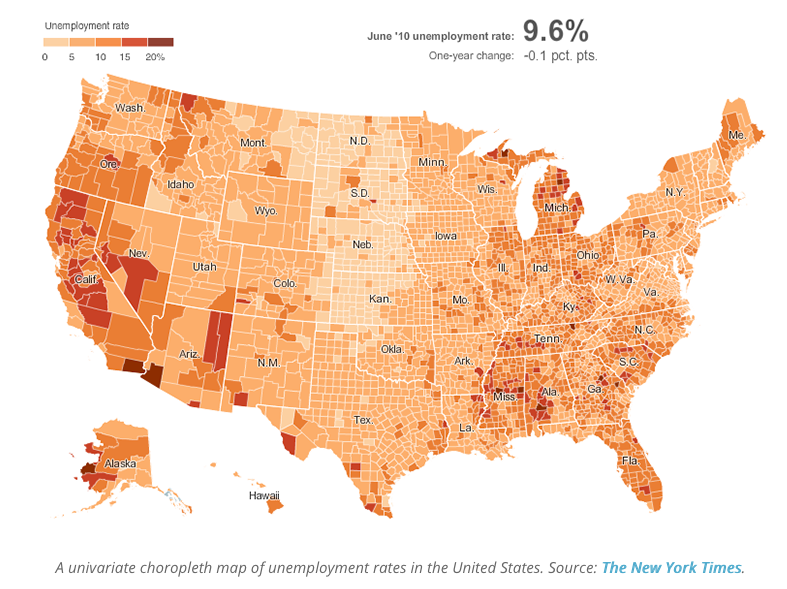 Unemployment rate
0 5 10 15 20%
June '10 unemployment rate: 9.6%
One-year change: -0.1 pct. pts.
Wash.
Mont.
N.D.
Minn.
Me.
Ore.
Idaho
S.D.
Wis.
Mich.
N.Y.
Wyo.
Nev.
Utah
Colo.
Neb.
Iowa
Ill.
Ind.
Ohio
Pa.
Calif.
Kan.
Mo.
Ky.
W.Va.
Va.
Ariz.
N.M.
Okla.
Ark.
Tenn.
N.C.
S.C.
Tex.
La.
Miss.
Ala.
Ga.
Fla.
Alaska
Hawaii
A univariate choropleth map of unemployment rates in the United States. Source: The New York Times.